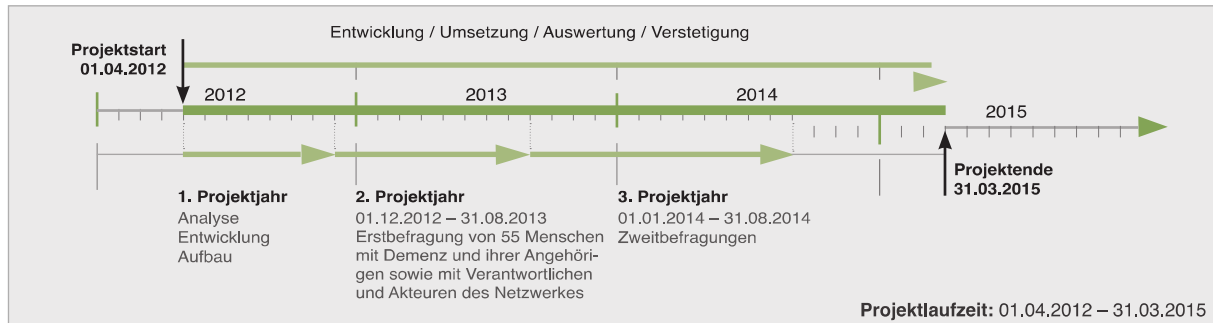 Entwicklung / Umsetzung / Auswertung / Verstetigung
Projektstart
01.04.2012
2012
2013
2014
2015
Projektende
31.03.2015
1. Projektjahr
Analyse
Entwicklung
Aufbau
2. Projektjahr
01.12.2012 – 31.08.2013
Erstbefragung von 55 Menschen
mit Demenz und ihrer Angehöri-
gen sowie mit Verantwortlichen
und Akteuren des Netzwerkes
3. Projektjahr
01.01.2014 – 31.08.2014
Zweitbefragungen
Projektlaufzeit: 01.04.2012 – 31.03.2015